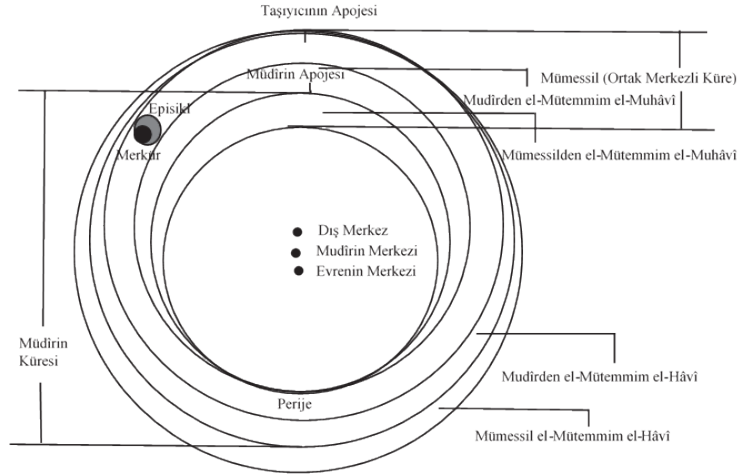 Taşıyıcının Apojesi
Müdîrin Apojesi
Mümessil (Ortak Merkezli Küre)
Mudîrden el-Mütemmim el-Muhâvî
Episikl
Merkür
Mümessilden el-Mütemmim el-Muhâvî
Dış Merkez
Mudîrin Merkezi
Evrenin Merkezi
Müdîrin
Küresi
Mudîrden el-Mütemmim el-Hâvî
Perije
Mümessil el-Mütemmim el-Hâvî